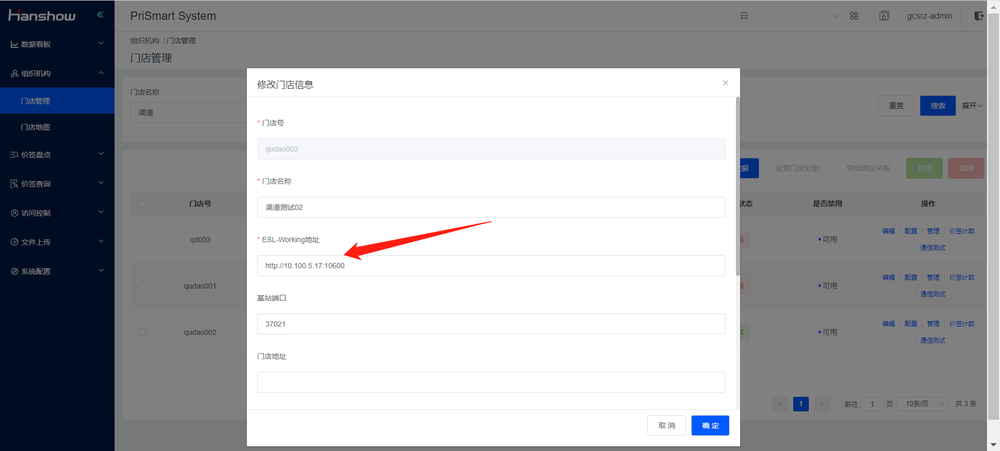 Hanshow
PriSmart System
gcsrz-admin
数据看板
组织机构
门店管理
门店地图
价签盘点
价签查询
访问控制
文件上传
系统配置
组织机构 / 门店管理
门店管理
门店名称
渠道
重置
搜索
展开
据
设置门店分组
导出绑定关系
启用
禁用
门店号
状态
是否禁用
操作
qd003
线
可用
编辑
配置
管理
价签计数
通信测试
qudao001
线
可用
编辑
配置
管理
价签计数
通信测试
qudao002
线
可用
编辑
配置
管理
价签计数
通信测试
1
前往
1
页
10条/页
共 3 条
修改门店信息
* 门店号
qudao002
* 门店名称
渠道测试02
* ESL-Working地址
http://10.100.5.17:10600
基站端口
37021
门店地址
取 消
确 定